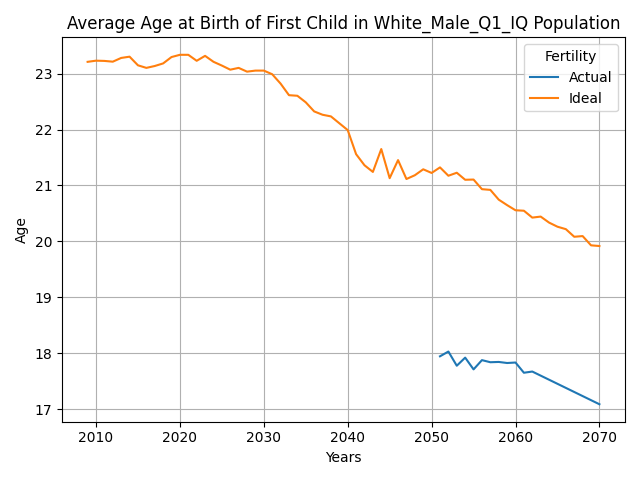 Average Age at Birth of First Child in White_Male_Q1_IQ Population
Fertility
Actual
Ideal
Age
23
22
21
20
19
18
17
2010
2020
2030
2040
2050
2060
2070
Years